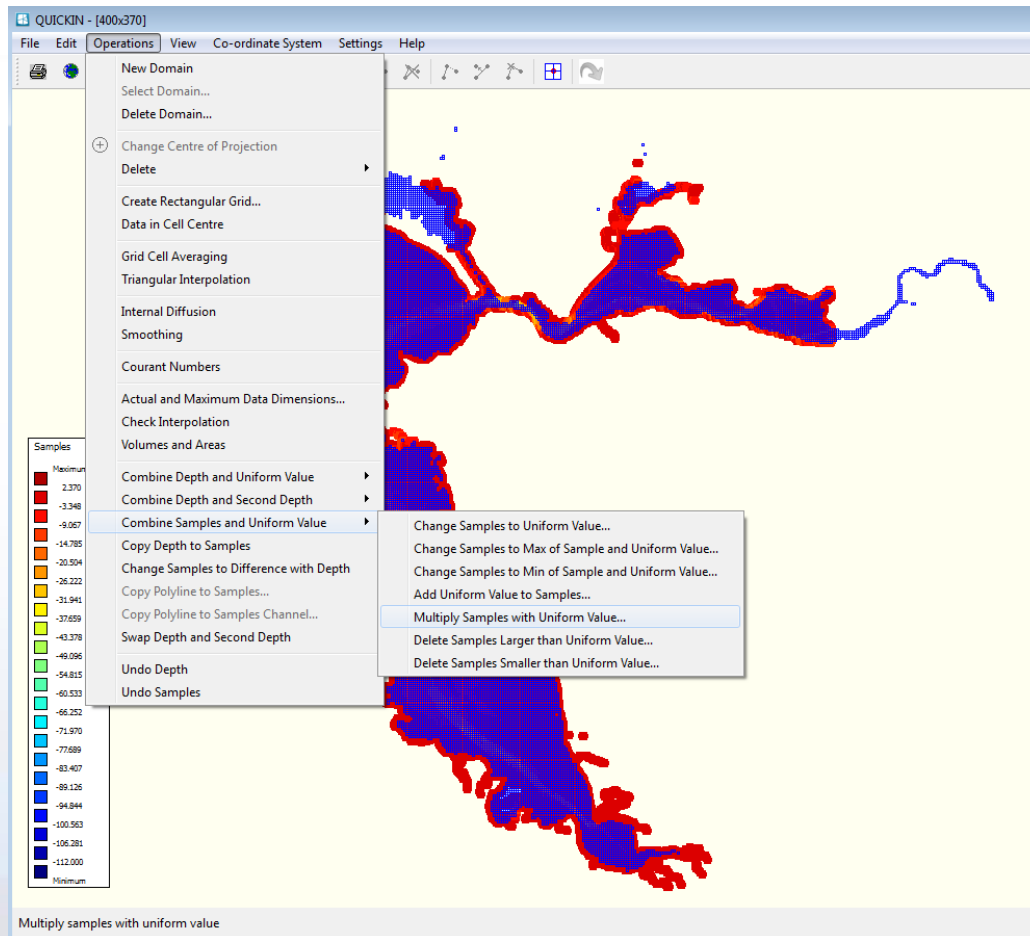 QUICKIN - [400x370]
File Edit Operations View Co-ordinate System Settings Help
New Domain
Select Domain...
Delete Domain...
Change Centre of Projection
Delete
Create Rectangular Grid...
Data in Cell Centre
Grid Cell Averaging
Triangular Interpolation
Internal Diffusion
Smoothing
Courant Numbers
Actual and Maximum Data Dimensions...
Check Interpolation
Volumes and Areas
Combine Depth and Uniform Value
Combine Depth and Second Depth
Combine Samples and Uniform Value
Copy Depth to Samples
Change Samples to Difference with Depth
Copy Polyline to Samples...
Copy Polyline to Samples Channel...
Swap Depth and Second Depth
Undo Depth
Undo Samples
Change Samples to Uniform Value...
Change Samples to Max of Sample and Uniform Value...
Change Samples to Min of Sample and Uniform Value...
Add Uniform Value to Samples...
Multiply Samples with Uniform Value...
Delete Samples Larger than Uniform Value...
Delete Samples Smaller than Uniform Value...
Samples
Maximum
2.370
-3.348
-9.067
-14.785
-20.504
-26.222
-31.941
-37.659
-43.378
-49.096
-54.815
-60.533
-66.252
-71.970
-77.689
-83.407
-89.126
-94.844
-100.563
-106.281
-112.000
Minimum
Multiply samples with uniform value